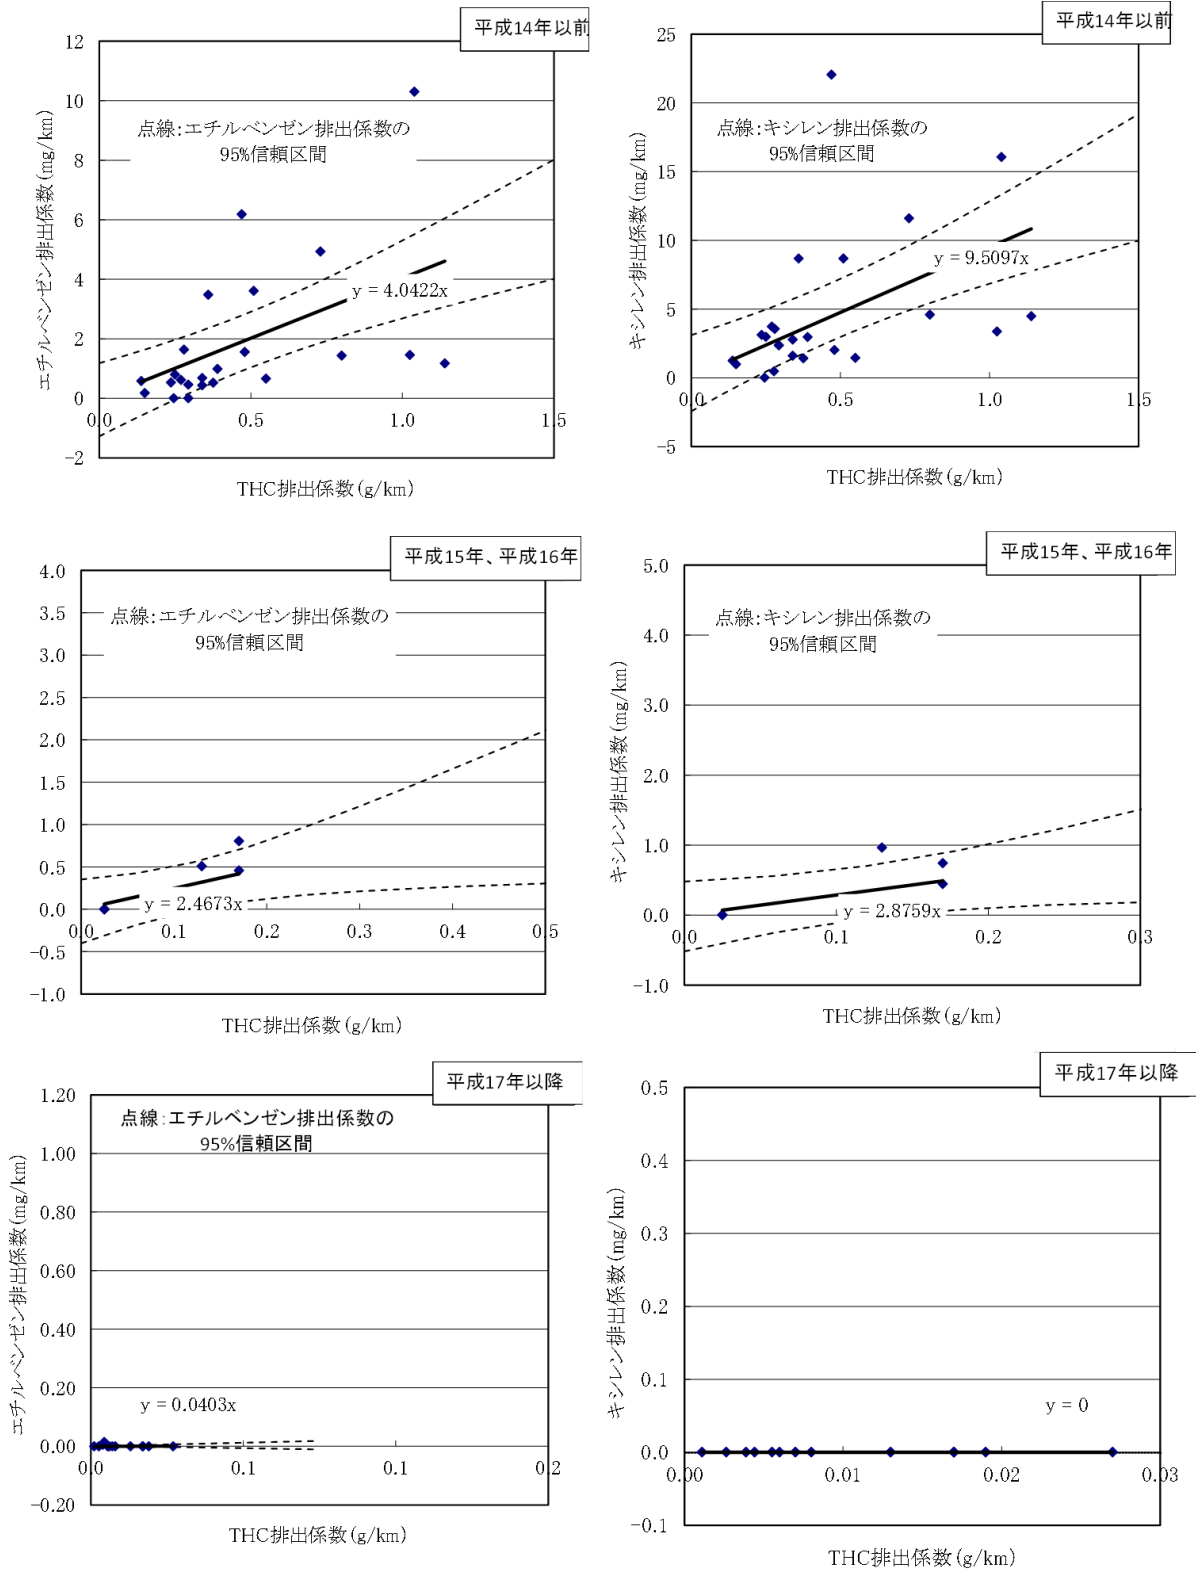 平成14年以前
12
10
8
6
4
2
0
-2
0.0
0.5
1.0
1.5
点線:エチルベンゼン排出係数の
95%信頼区間
y = 4.0422x
エチルベンゼン排出係数(mg/km)
THC排出係数(g/km)
平成14年以前
25
20
15
10
5
0
-5
0.0
0.5
1.0
1.5
点線:キシレン排出係数の
95%信頼区間
y = 9.5097x
キシレン排出係数(mg/km)
THC排出係数(g/km)
平成15年、平成16年
4.0
3.5
3.0
2.5
2.0
1.5
1.0
0.5
0.0
-0.5
-1.0
0.0
0.1
0.2
0.3
0.4
0.5
点線:エチルベンゼン排出係数の
95%信頼区間
y = 2.4673x
エチルベンゼン排出係数(mg/km)
THC排出係数(g/km)
平成15年、平成16年
5.0
4.0
3.0
2.0
1.0
0.0
-1.0
0.0
0.1
0.2
0.3
点線:キシレン排出係数の
95%信頼区間
y = 2.8759x
キシレン排出係数(mg/km)
THC排出係数(g/km)
平成17年以降
1.20
1.00
0.80
0.60
0.40
0.20
0.00
-0.20
0.0
0.1
0.1
0.2
点線:エチルベンゼン排出係数の
95%信頼区間
y = 0.0403x
エチルベンゼン排出係数(mg/km)
THC排出係数(g/km)
平成17年以降
0.5
0.4
0.3
0.2
0.1
0.0
-0.1
0.00
0.01
0.02
0.03
y = 0
キシレン排出係数(mg/km)
THC排出係数(g/km)